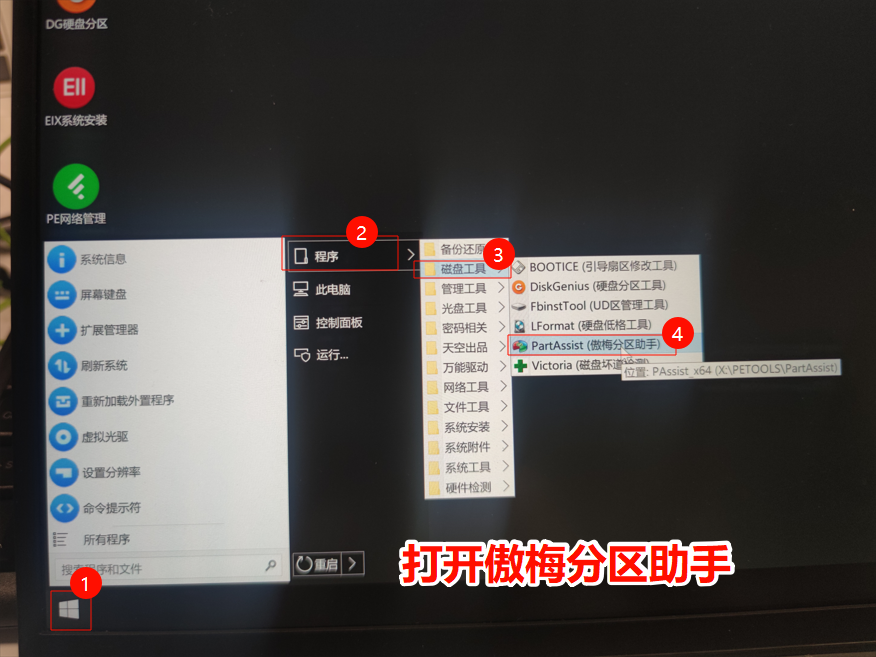 DG硬盘分区
EII
EIX系统安装
PE网络管理
系统信息
屏幕键盘
扩展管理器
刷新系统
重新加载外置程序
虚拟光驱
设置分辨率
命令提示符
所有程序
搜索程序和文件
1
2
程序
此电脑
控制面板
运行...
重启
备份还原
3
磁盘工具
管理工具
光盘工具
密码相关
天空出品
万能驱动
网络工具
文件工具
系统安装
系统附件
系统工具
硬件检测
BOOTICE (引导扇区修改工具)
DiskGenius (硬盘分区工具)
FbinstTool (UD区管理工具)
LFormat (硬盘低格工具)
4
PartAssist (傲梅分区助手)
Victoria (磁盘坏道检测)
位置: PAssist_x64 (X:\PETOOLS\PartAssist)
打开傲梅分区助手